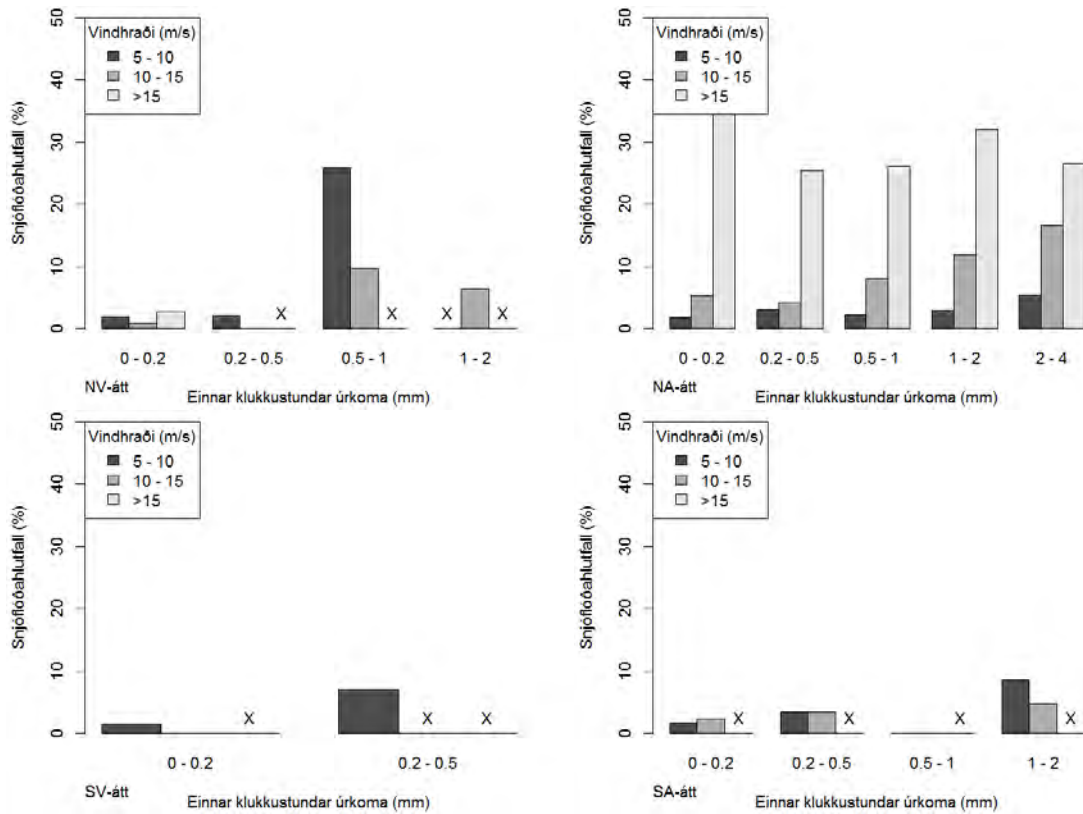 Vindhraði (m/s)
5 - 10
10 - 15
>15
Snjóflóðahlutfall (%)
0 10 20 30 40 50
X X X X
0 - 0.2 0.2 - 0.5 0.5 - 1 1 - 2
NV-átt
Einnar klukkustundar úrkoma (mm)
Vindhraði (m/s)
5 - 10
10 - 15
>15
Snjóflóðahlutfall (%)
0 10 20 30 40 50
0 - 0.2 0.2 - 0.5 0.5 - 1 1 - 2 2 - 4
NA-átt
Einnar klukkustundar úrkoma (mm)
Vindhraði (m/s)
5 - 10
10 - 15
>15
Snjóflóðahlutfall (%)
0 10 20 30 40 50
X X X
0 - 0.2 0.2 - 0.5
SV-átt
Einnar klukkustundar úrkoma (mm)
Vindhraði (m/s)
5 - 10
10 - 15
>15
Snjóflóðahlutfall (%)
0 10 20 30 40 50
X X X X
0 - 0.2 0.2 - 0.5 0.5 - 1 1 - 2
SA-átt
Einnar klukkustundar úrkoma (mm)